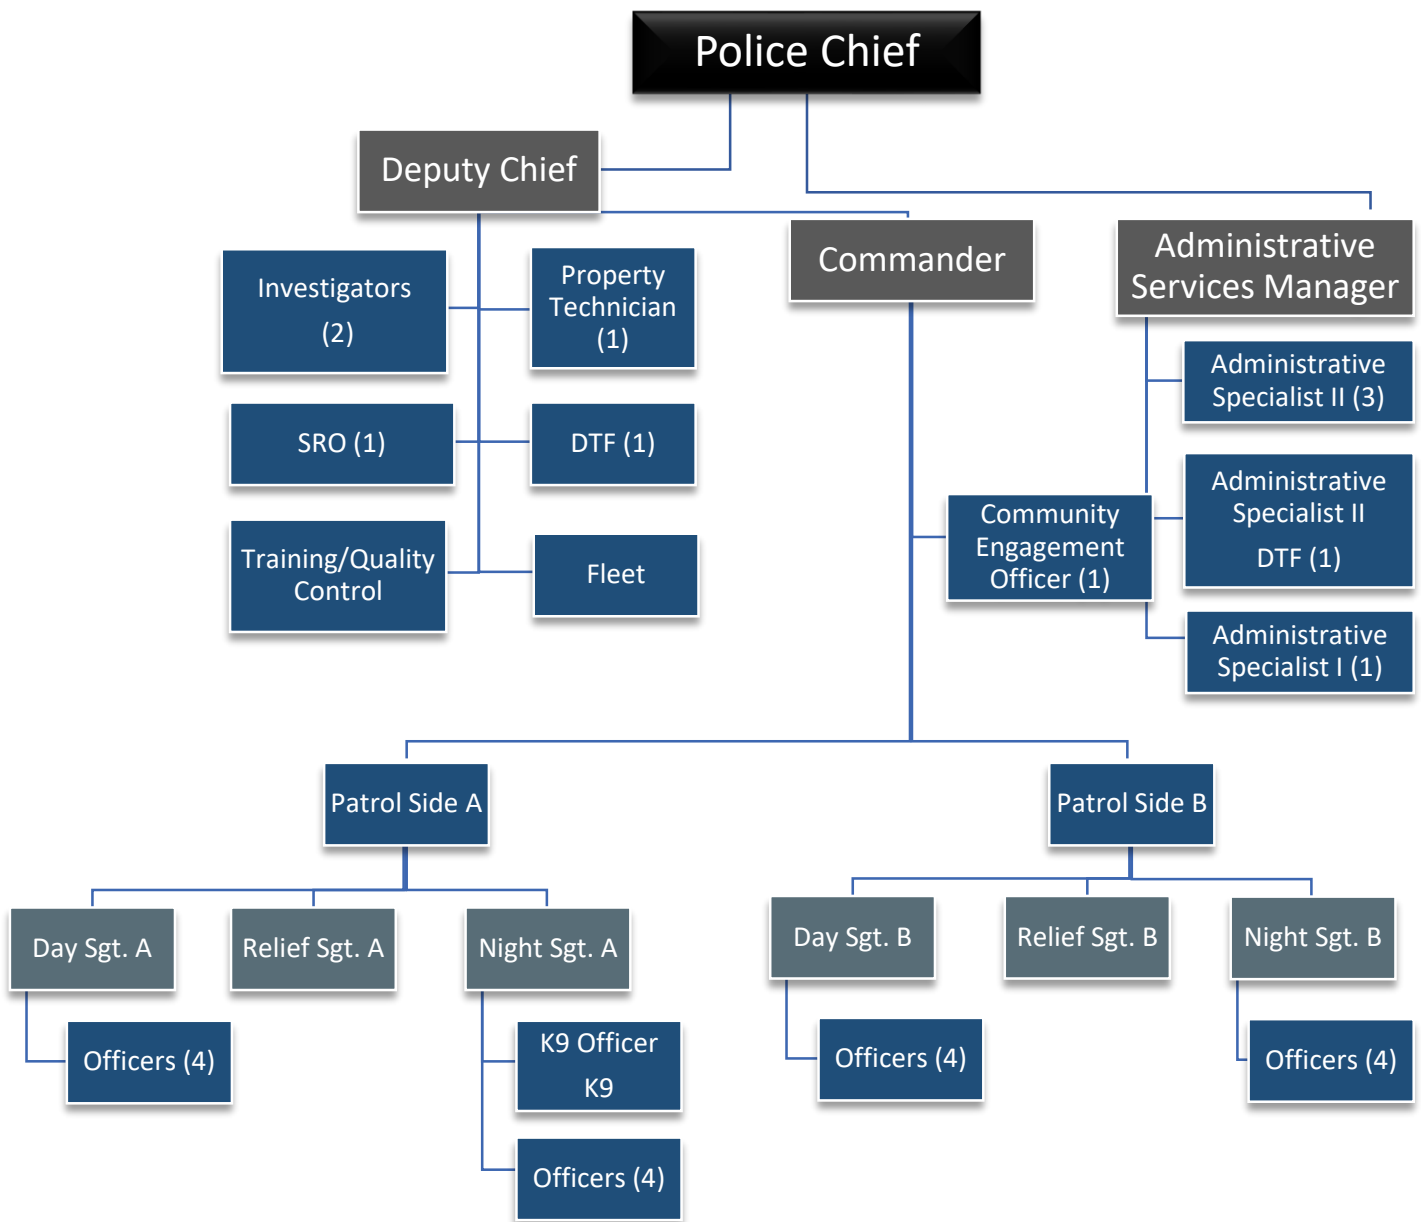 Police Chief
Deputy Chief
Commander
Administrative
Services Manager
Investigators
(2)
Property
Technician
(1)
SRO (1)
DTF (1)
Training/Quality
Control
Fleet
Administrative
Specialist II (3)
Community
Engagement
Officer (1)
Administrative
Specialist II
DTF (1)
Administrative
Specialist I (1)
Patrol Side A
Patrol Side B
Day Sgt. A
Relief Sgt. A
Night Sgt. A
Day Sgt. B
Relief Sgt. B
Night Sgt. B
Officers (4)
K9 Officer
K9
Officers (4)
Officers (4)
Officers (4)